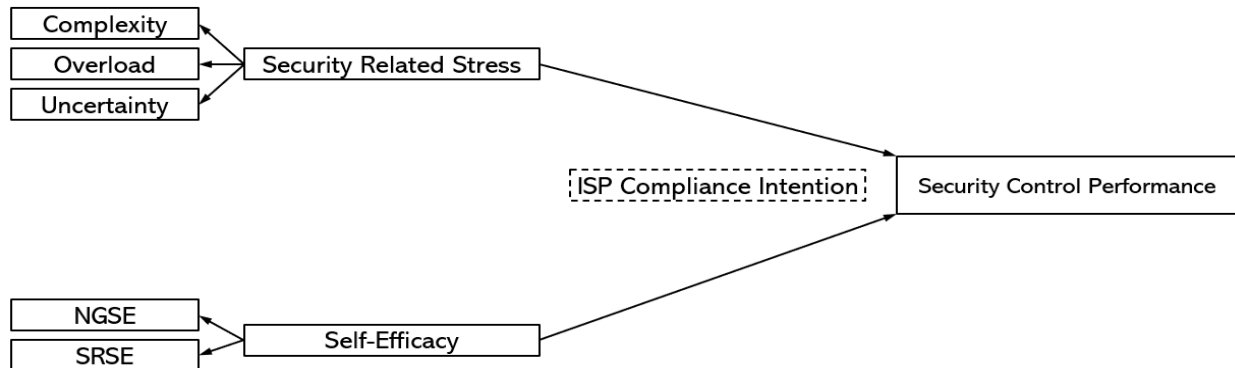 Complexity
Overload
Uncertainty
Security Related Stress
ISP Compliance Intention
Security Control Performance
NGSE
SRSE
Self-Efficacy